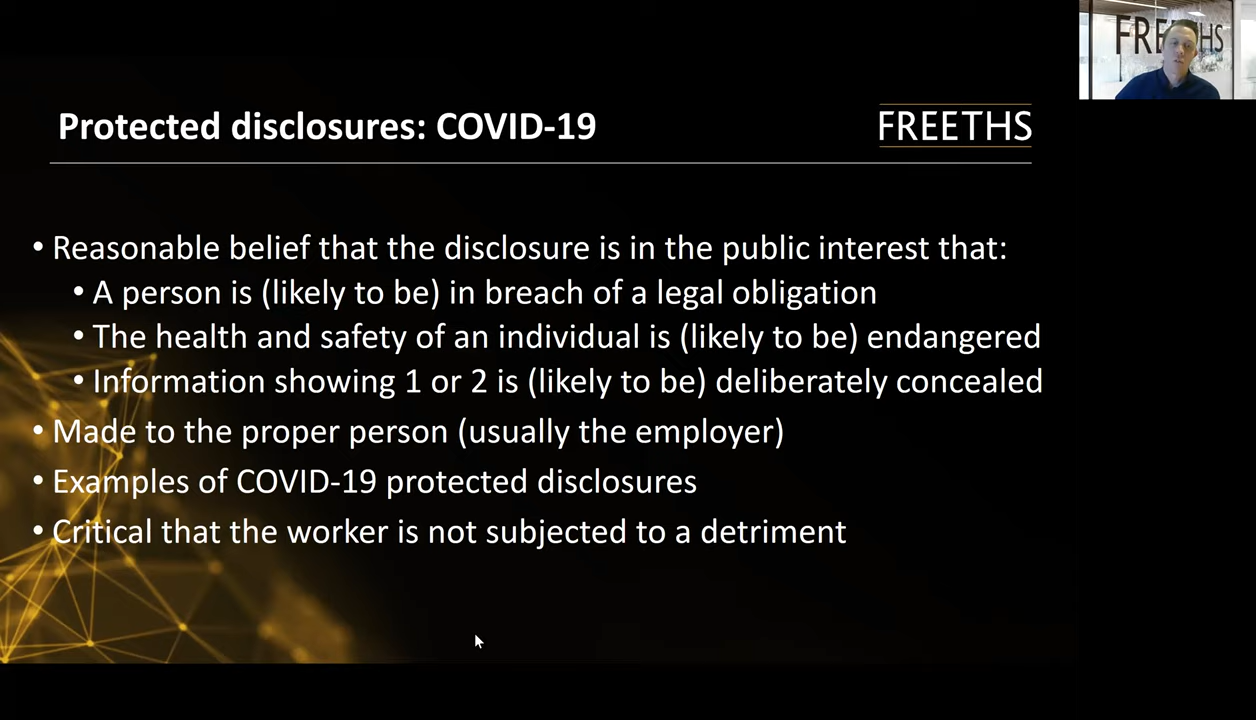 FREETHS
Protected disclosures: COVID-19
FREETHS
• Reasonable belief that the disclosure is in the public interest that:
• A person is (likely to be) in breach of a legal obligation
• The health and safety of an individual is (likely to be) endangered
• Information showing 1 or 2 is (likely to be) deliberately concealed
• Made to the proper person (usually the employer)
• Examples of COVID-19 protected disclosures
• Critical that the worker is not subjected to a detriment